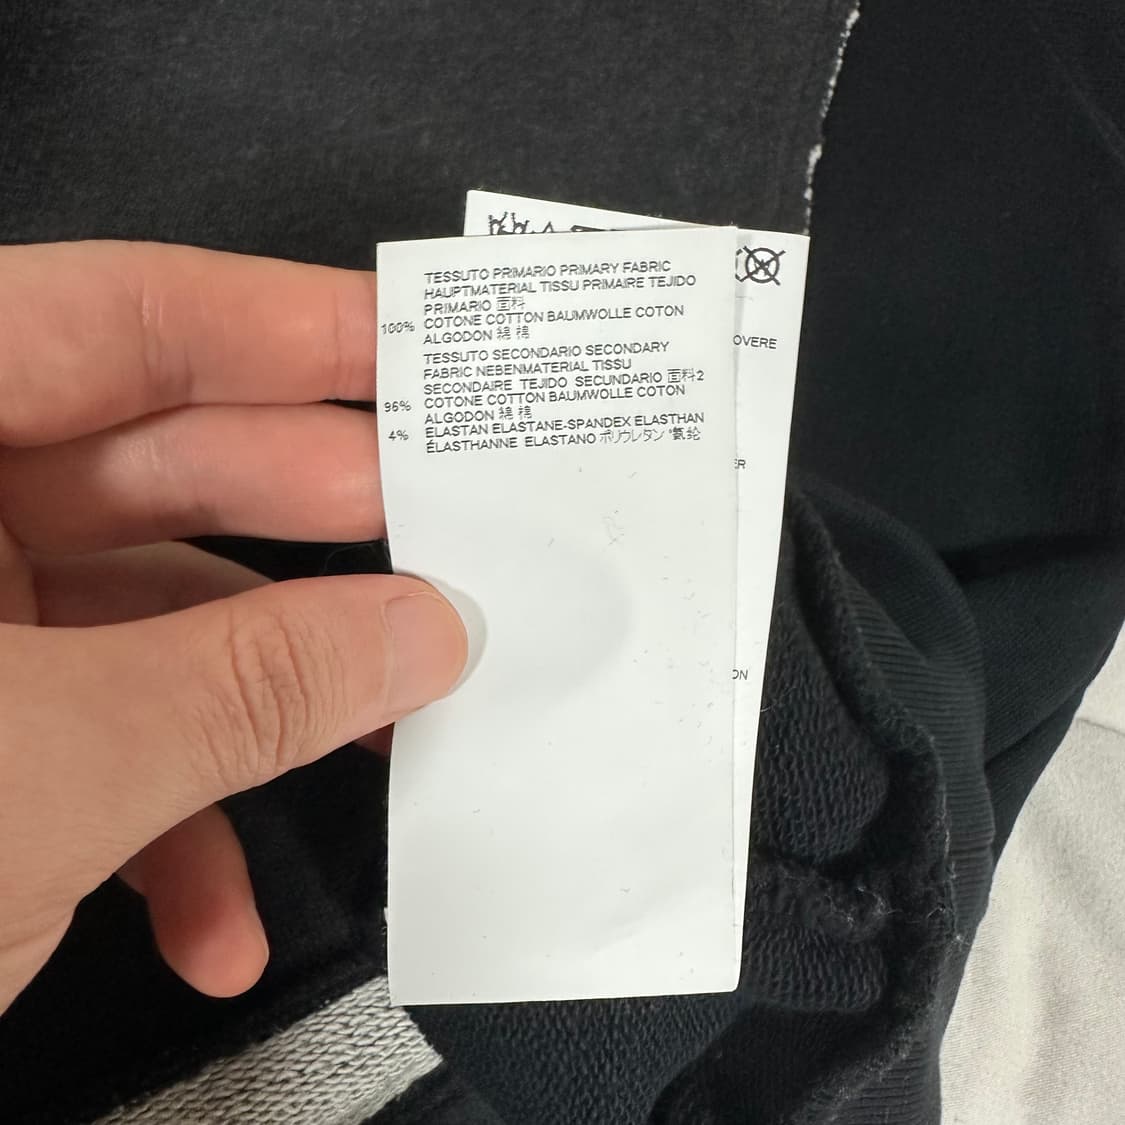 TESSUTO PRIMARIO PRIMARY FABRIC
HAUPTMATERIAL TISSU PRIMAIRE TEJIDO
PRIMARIO 面料
100% COTONE COTTON BAUMWOLLE COTON
ALGODON 綿 棉
TESSUTO SECONDARIO SECONDARY
FABRIC NEBENMATERIAL TISSU
SECONDAIRE TEJIDO SECUNDARIO 面料2
96% COTONE COTTON BAUMWOLLE COTON
ALGODON 綿 棉
4% ELASTAN ELASTANE-SPANDEX ELASTHAN
ÉLASTHANNE ELASTANO ポリウレタン 氨纶
OVERE
ER
ON